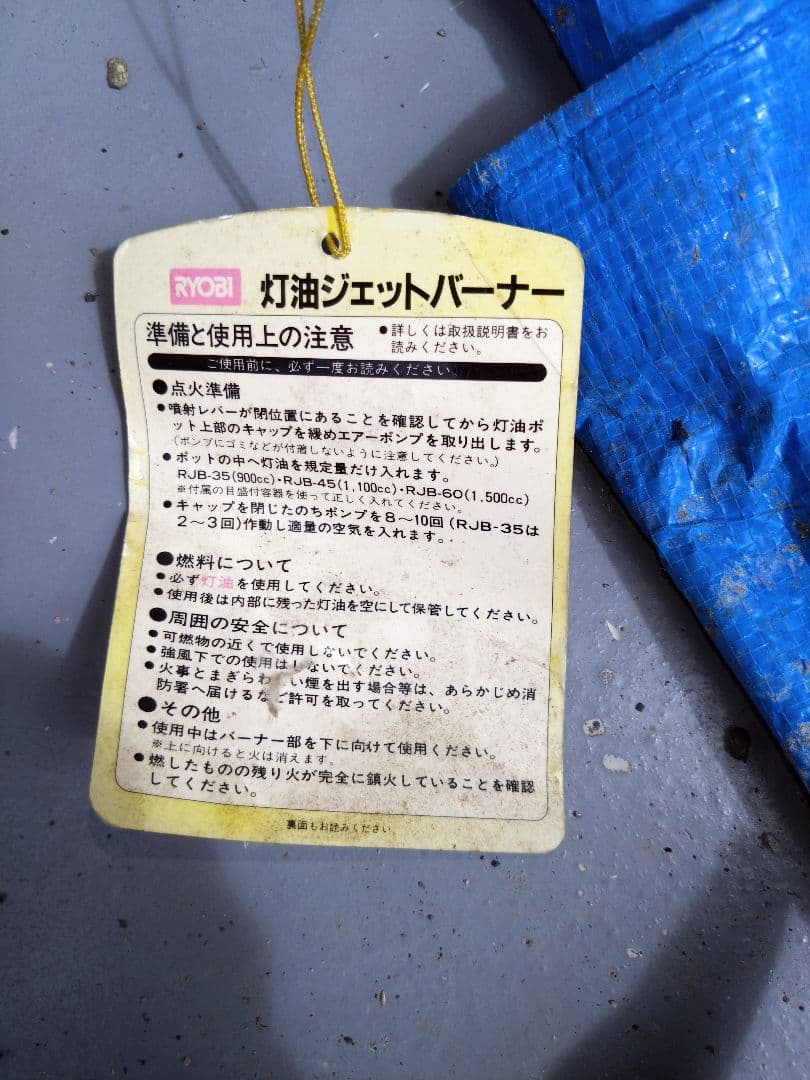 RYOBI 灯油ジェットバーナー
準備と使用上の注意
●詳しくは取扱説明書をお
読みください。
ご使用前に、必ず一度お読みください
●点火準備
●噴射レバーが閉位置にあることを確認してから灯油ポ
ット上部のキャップを緩めエアーポンプを取り出します。
(ポンプにゴミなどが付着しないように注意してください。)
●ポットの中へ灯油を規定量だけ入れます。
RJB-35(900cc)・RJB-45(1,100cc)・RJB-60(1,500cc)
※付属の目盛付容器を使って正しく入れてください。
●キャップを閉じたのちポンプを8～10回(RJB-35は
2～3回)作動し適量の空気を入れます。
●燃料について
●必ず灯油を使用してください。
●使用後は内部に残った灯油を空にして保管してください。
●周囲の安全について
●可燃物の近くで使用しないでください。
●強風下での使用はしないでください。
●火事とまぎらわ い煙を出す場合等は、あらかじめ消
防署へ届けるなど許可を取ってください。
●その他
●使用中はバーナー部を下に向けて使用ください。
※上に向けると火は消えます。
●燃したものの残り火が完全に鎮火していることを確認
してください。
裏面もお読みください